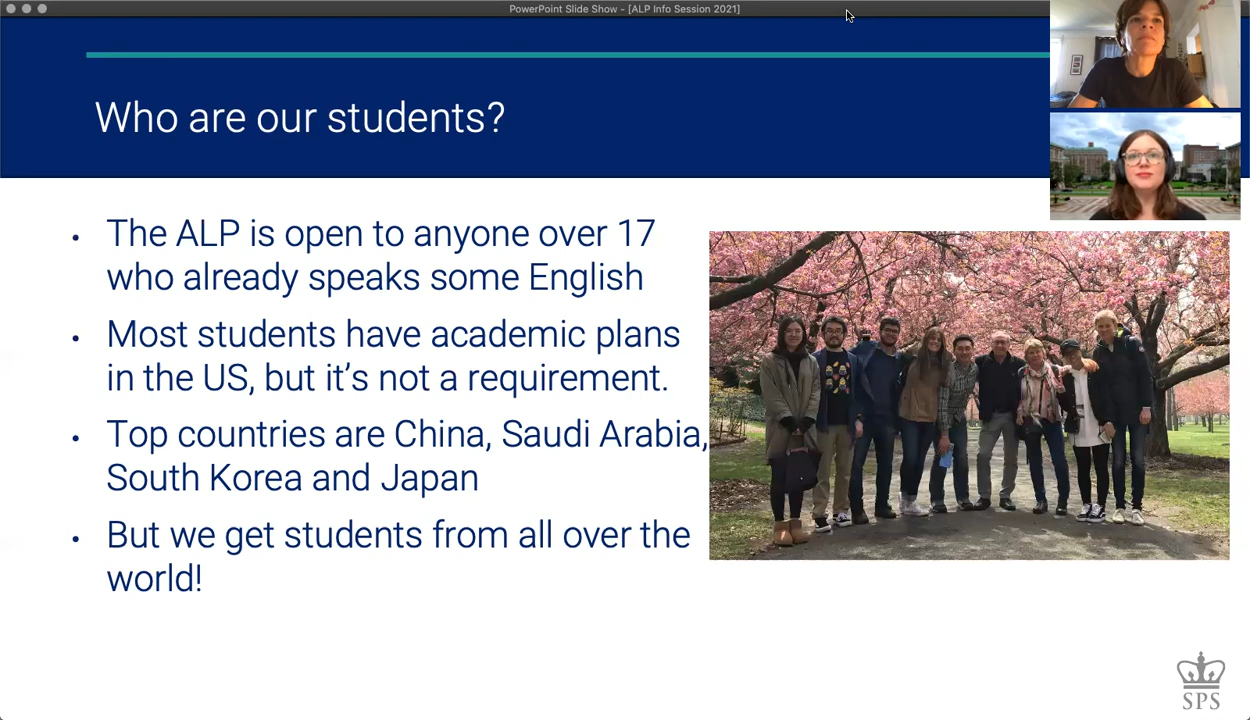 PowerPoint Slide Show - [ALP Info Session 2021]
Who are our students?
• The ALP is open to anyone over 17
who already speaks some English
• Most students have academic plans
in the US, but it’s not a requirement.
• Top countries are China, Saudi Arabia,
South Korea and Japan
• But we get students from all over the
world!
SPS